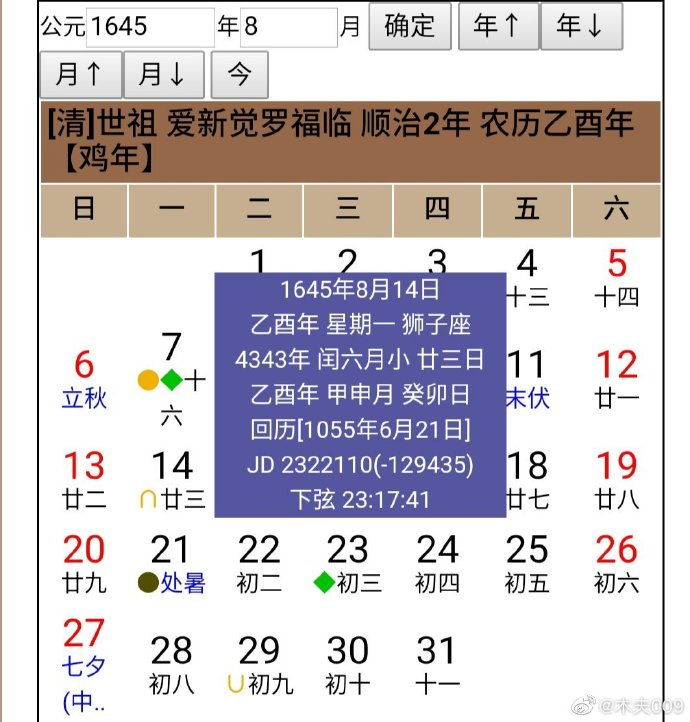 公元1645 年8 月 确定 年↑ 年↓
月↑ 月↓ 今
[清]世祖 爱新觉罗福临 顺治2年 农历乙酉年
【鸡年】
日 一 二 三 四 五 六
1 2 3 4 5
十三 十四
1645年8月14日
乙酉年 星期一 狮子座
4343年 闰六月小 廿三日
乙酉年 甲申月 癸卯日
回历[1055年6月21日]
JD 2322110(-129435)
下弦 23:17:41
6 7 11 12
立秋 十 末伏 廿一
六
13 14 18 19
廿二 ∩廿三 廿七 廿八
20 21 22 23 24 25 26
廿九 处暑 初二 初三 初四 初五 初六
27 28 29 30 31
七夕 初八 ∪初九 初十 十一
(中..
@木夫009